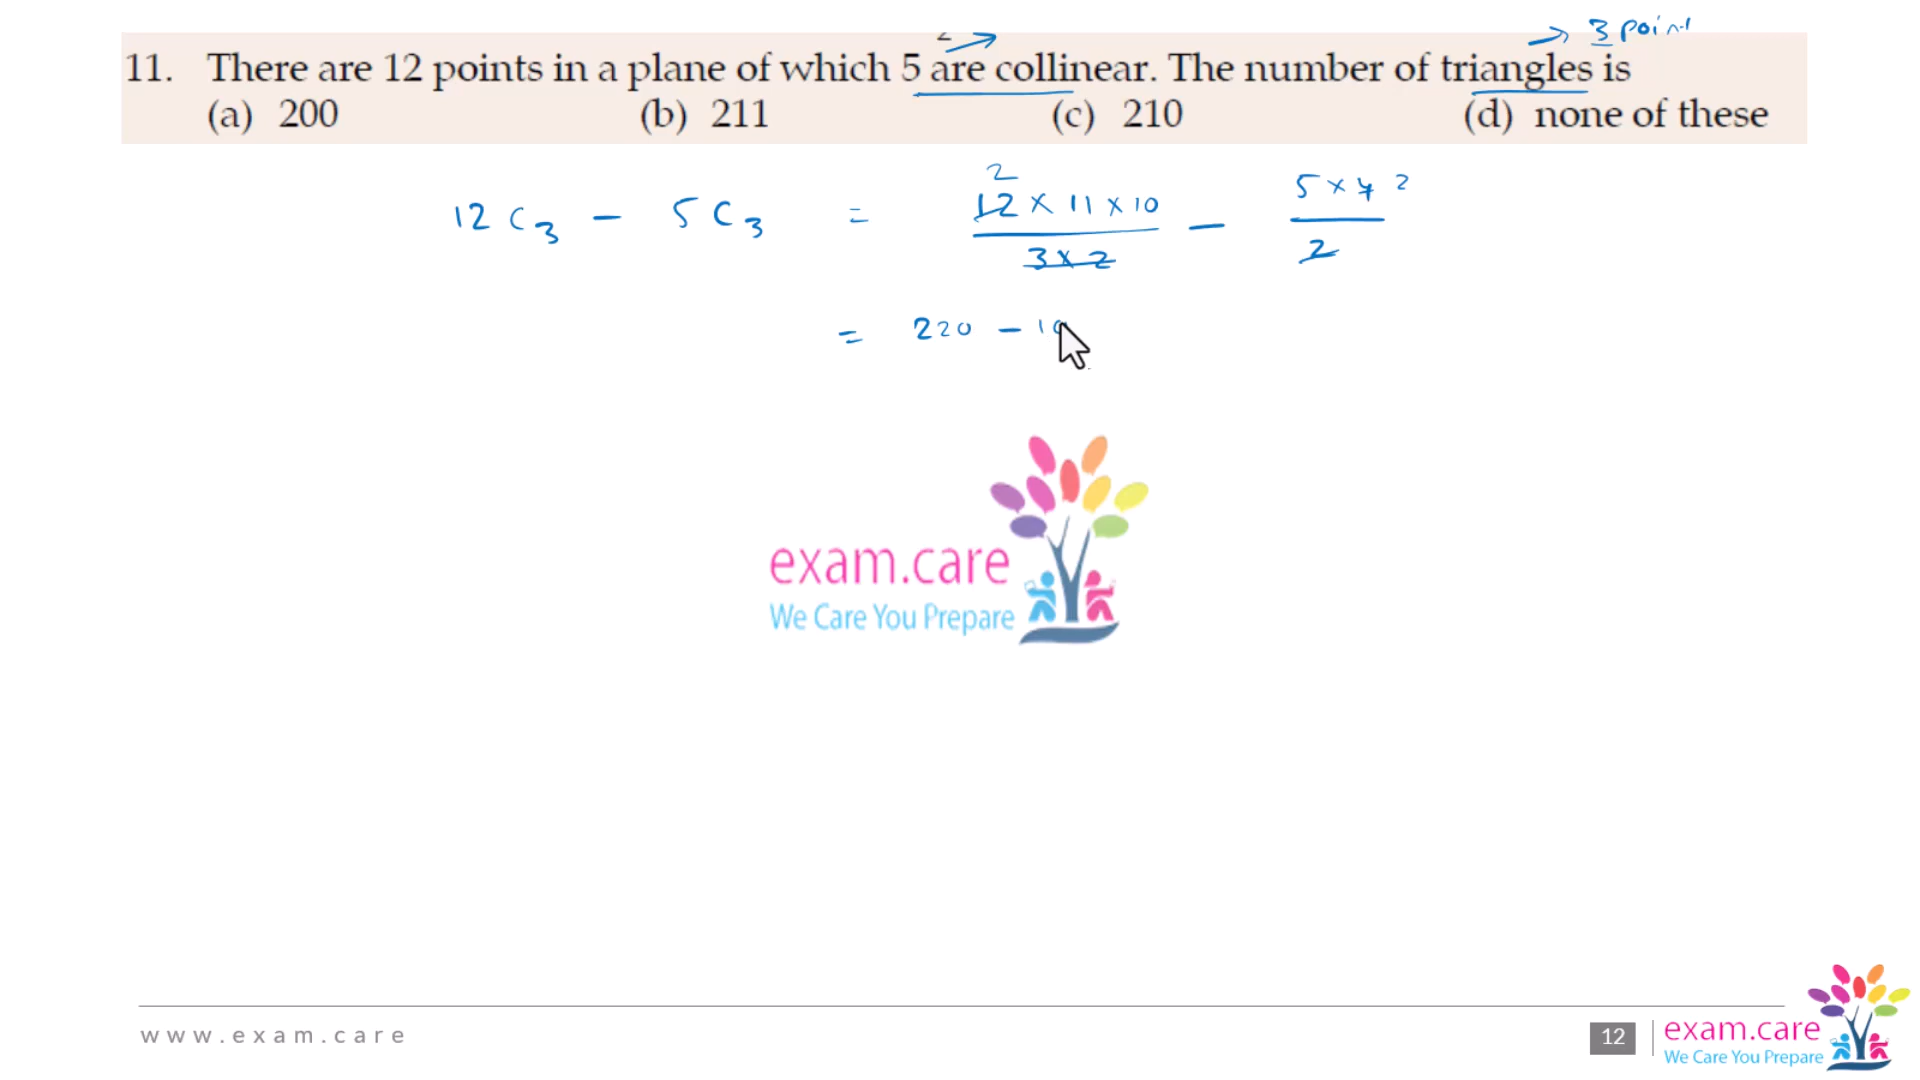 → 3 point
11. There are 12 points in a plane of which 5 are collinear. The number of triangles is
(a) 200 (b) 211 (c) 210 (d) none of these
2
12C₃ - 5C₃ = 12 × 11 × 10 / 3 × 2 - 5 × 4 2 / 2
= 220 - 10
exam.care
We Care You Prepare
www.exam.care
12
exam.care
We Care You Prepare